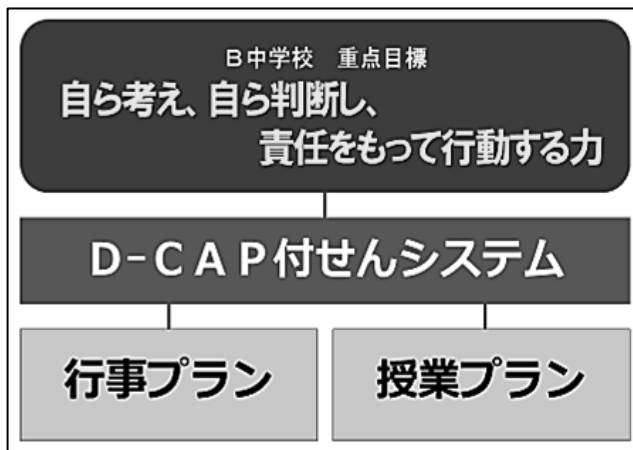 B中学校　重点目標
自ら考え、自ら判断し、
責任をもって行動する力
D-CAP付せんシステム
行事プラン
授業プラン